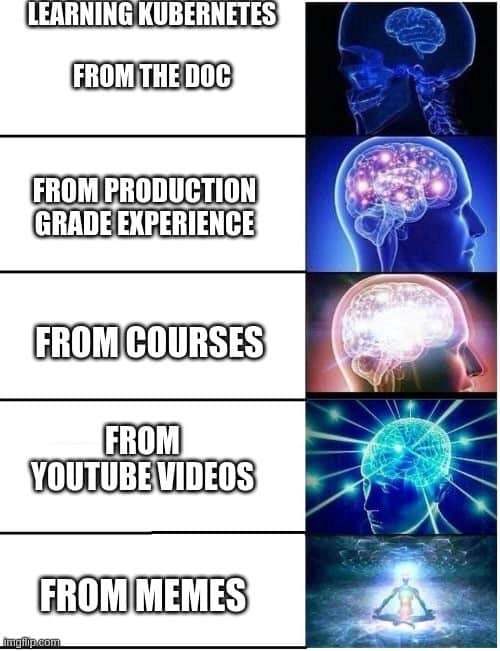 LEARNING KUBERNETES
FROM THE DOC
FROM PRODUCTION
GRADE EXPERIENCE
FROM COURSES
FROM
YOUTUBE VIDEOS
FROM MEMES
imgflip.com